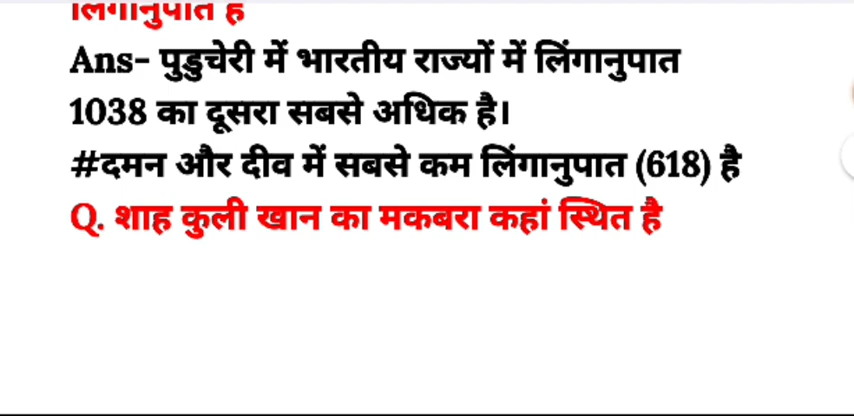 लिंगानुपात है
Ans- पुडुचेरी में भारतीय राज्यों में लिंगानुपात
1038 का दूसरा सबसे अधिक है।
#दमन और दीव में सबसे कम लिंगानुपात (618) है
Q. शाह कुली खान का मकबरा कहां स्थित है